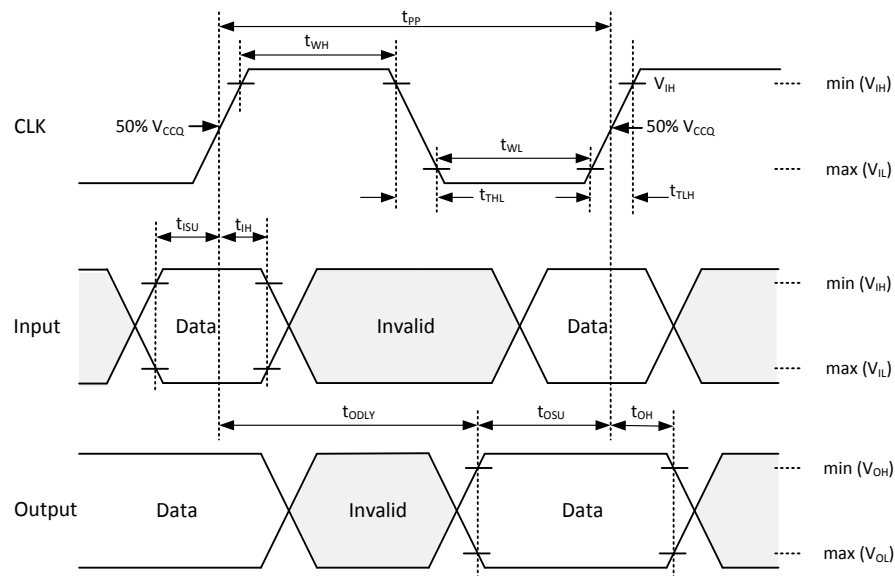 tPP
tWH
VIH
min (VIH)
CLK
50% VCCQ
50% VCCQ
tWL
max (VIL)
tTHL
tTLH
tISU
tIH
min (VIH)
Input
Data
Invalid
Data
max (VIL)
tODLY
tOSU
tOH
min (VOH)
Output
Data
Invalid
Data
max (VOL)